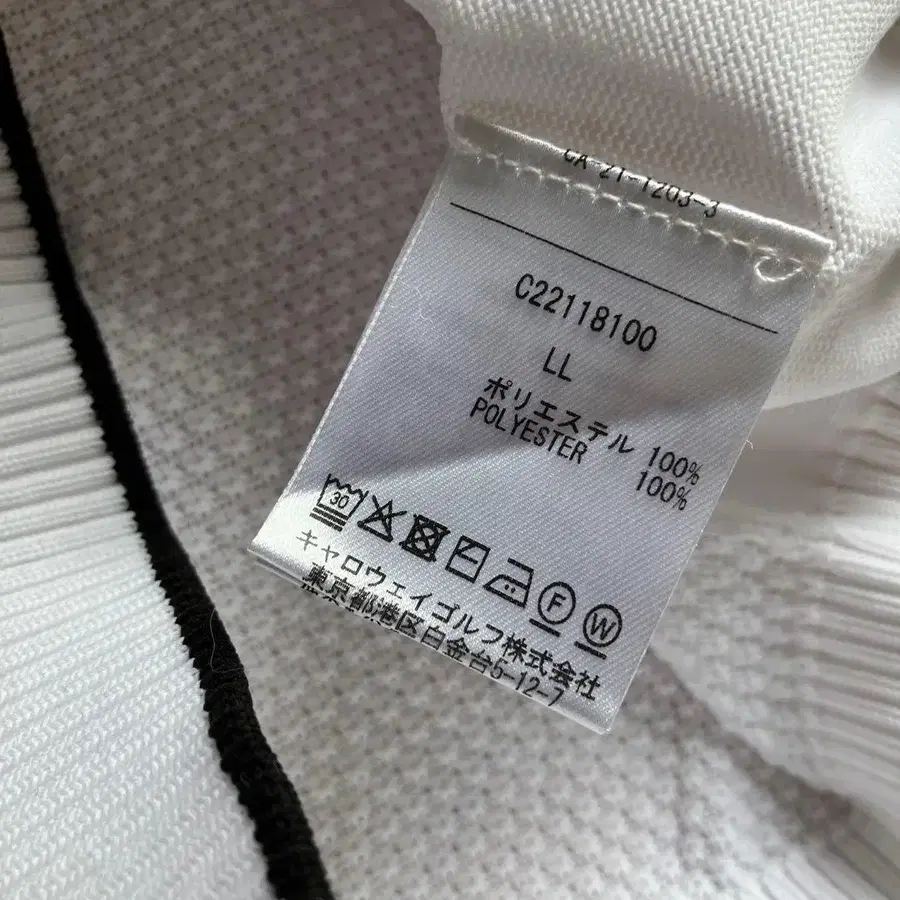 CA-21-1203-3
C22118100
LL
ポリエステル 100%
POLYESTER 100%
30 F W
キャロウェイゴルフ株式会社
東京都港区白金台5-12-7